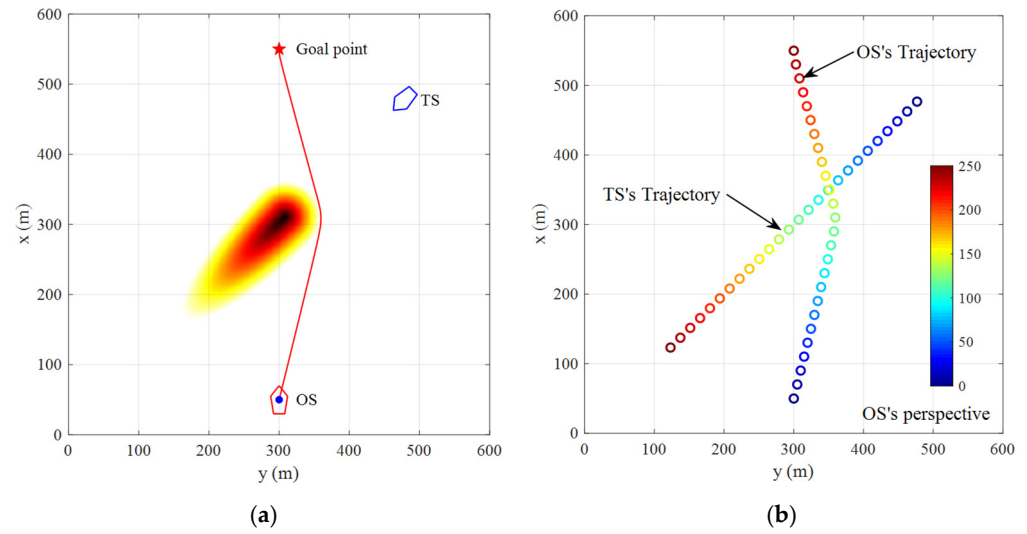 600
500
400
300
200
100
0
0 100 200 300 400 500 600
x (m)
y (m)
Goal point
TS
OS
(a)
600
500
400
300
200
100
0
0 100 200 300 400 500 600
x (m)
y (m)
OS's Trajectory
TS's Trajectory
250
200
150
100
50
0
OS's perspective
(b)